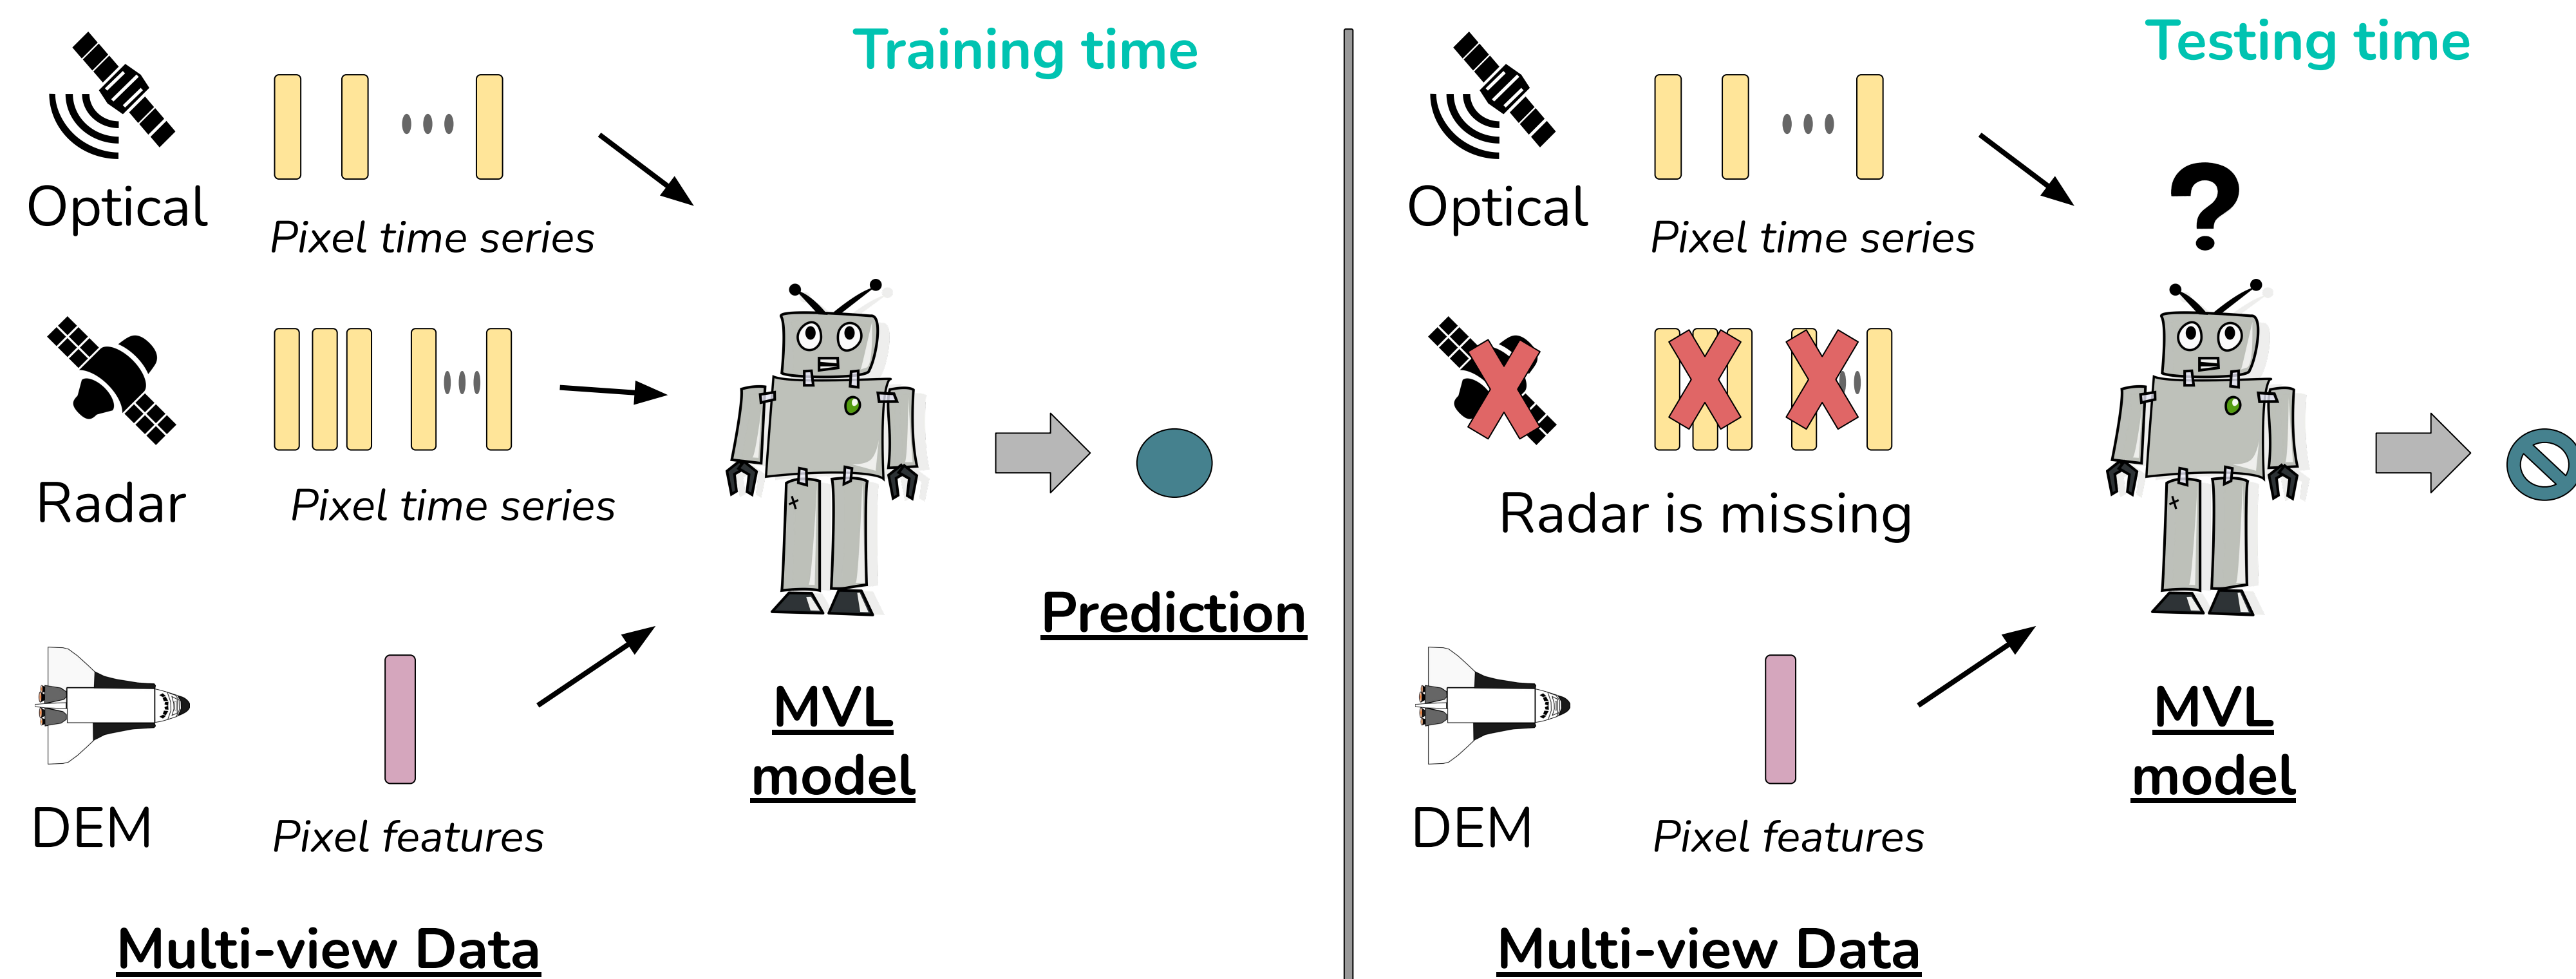 Training time
Optical
Pixel time series
Radar
Pixel time series
Prediction
MVL
model
DEM
Pixel features
Multi-view Data
Testing time
Optical
Pixel time series
?
Radar is missing
MVL
model
DEM
Pixel features
Multi-view Data